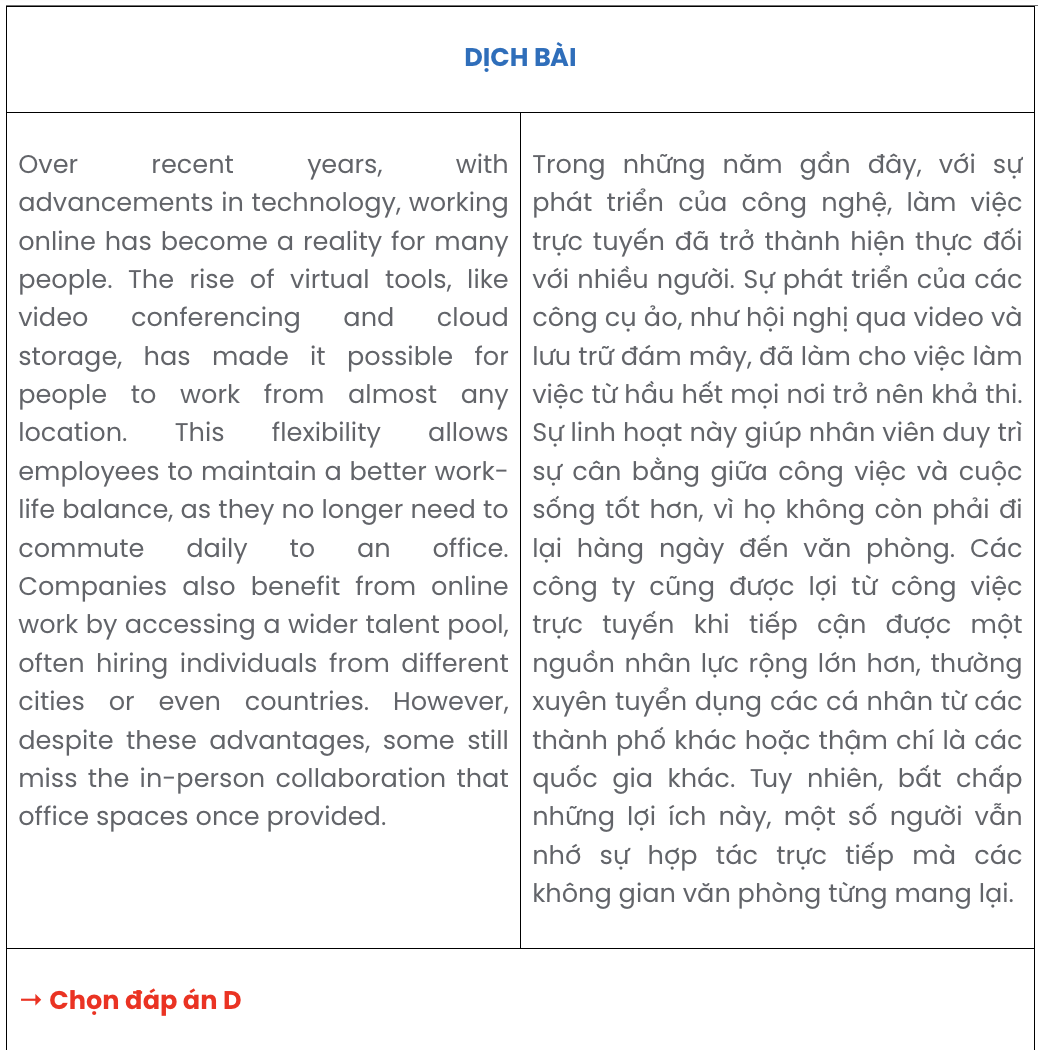 DỊCH BÀI
Over recent years, with
advancements in technology, working
online has become a reality for many
people. The rise of virtual tools, like
video conferencing and cloud
storage, has made it possible for
people to work from almost any
location. This flexibility allows
employees to maintain a better work-
life balance, as they no longer need to
commute daily to an office.
Companies also benefit from online
work by accessing a wider talent pool,
often hiring individuals from different
cities or even countries. However,
despite these advantages, some still
miss the in-person collaboration that
office spaces once provided.
Trong những năm gần đây, với sự
phát triển của công nghệ, làm việc
trực tuyến đã trở thành hiện thực đối
với nhiều người. Sự phát triển của các
công cụ ảo, như hội nghị qua video và
lưu trữ đám mây, đã làm cho việc làm
việc từ hầu hết mọi nơi trở nên khả thi.
Sự linh hoạt này giúp nhân viên duy trì
sự cân bằng giữa công việc và cuộc
sống tốt hơn, vì họ không còn phải đi
lại hàng ngày đến văn phòng. Các
công ty cũng được lợi từ công việc
trực tuyến khi tiếp cận được một
nguồn nhân lực rộng lớn hơn, thường
xuyên tuyển dụng các cá nhân từ các
thành phố khác hoặc thậm chí là các
quốc gia khác. Tuy nhiên, bất chấp
những lợi ích này, một số người vẫn
nhớ sự hợp tác trực tiếp mà các
không gian văn phòng từng mang lại.
→ Chọn đáp án D